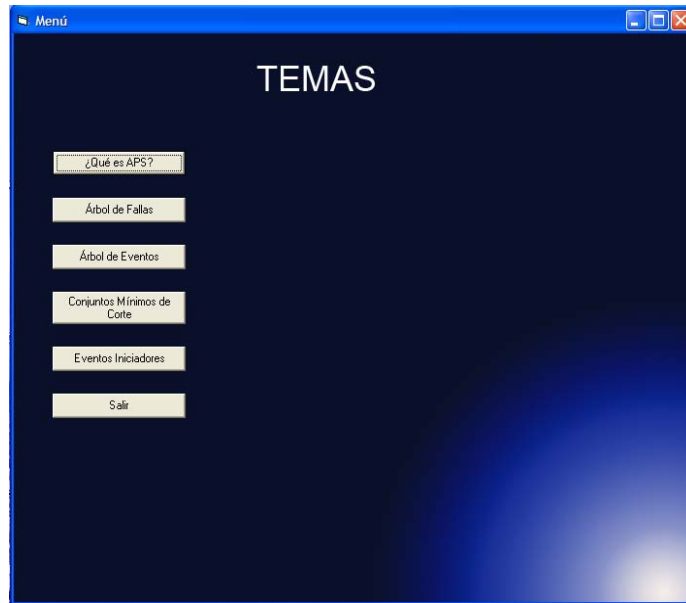 Menú
TEMAS
¿Qué es APS?
Árbol de Fallas
Árbol de Eventos
Conjuntos Mínimos de
Corte
Eventos Iniciadores
Salir